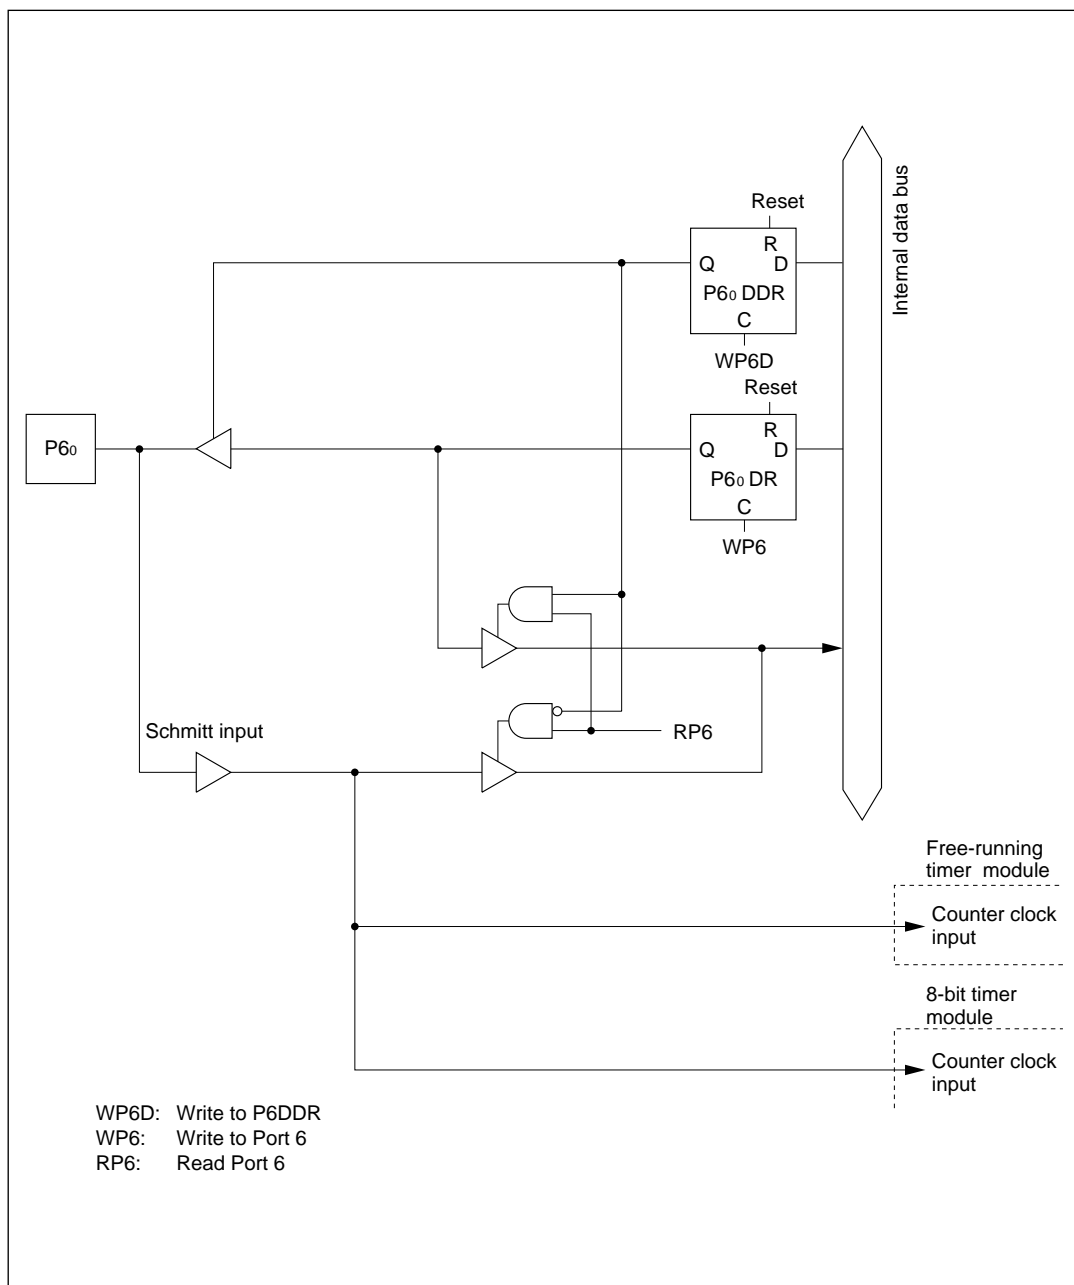 Reset
R
Q D
P6₀ DDR
C
WP6D
Internal data bus
Reset
R
P6₀
Q D
P6₀ DR
C
WP6
Schmitt input
RP6
Free-running
timer module
Counter clock
input
8-bit timer
module
Counter clock
input
WP6D: Write to P6DDR
WP6: Write to Port 6
RP6: Read Port 6